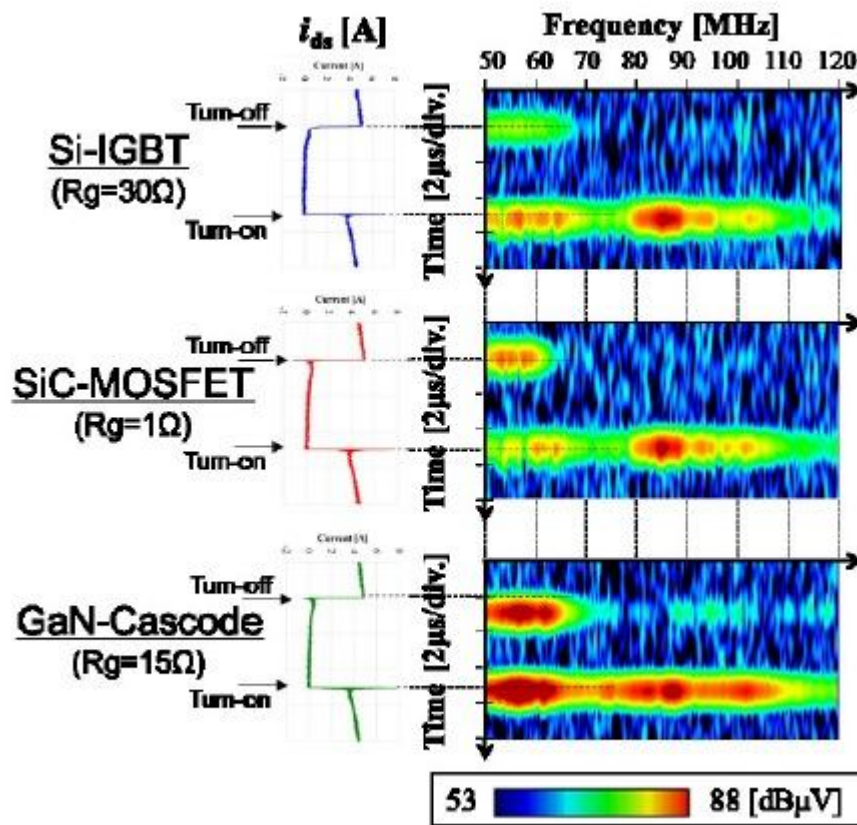 i_ds [A]
Frequency [MHz]
50 60 70 80 90 100 110 120
Current [A]
Turn-off
Si-IGBT
(Rg=30Ω)
Turn-on
Time [2μs/div.]
Current [A]
Turn-off
SiC-MOSFET
(Rg=1Ω)
Turn-on
Time [2μs/div.]
Current [A]
Turn-off
GaN-Cascode
(Rg=15Ω)
Turn-on
Time [2μs/div.]
53 88 [dBμV]